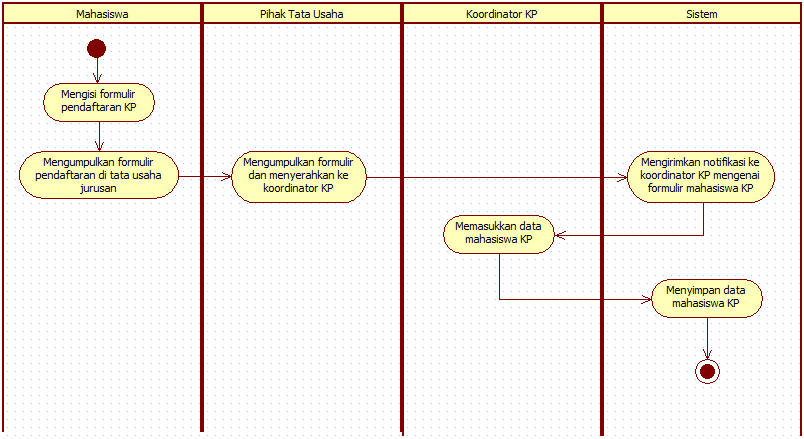 Mahasiswa
Pihak Tata Usaha
Koordinator KP
Sistem
Mengisi formulir
pendaftaran KP
Mengumpulkan formulir
pendaftaran di tata usaha
jurusan
Mengumpulkan formulir
dan menyerahkan ke
koordinator KP
Mengirimkan notifikasi ke
koordinator KP mengenai
formulir mahasiswa KP
Memasukkan data
mahasiswa KP
Menyimpan data
mahasiswa KP